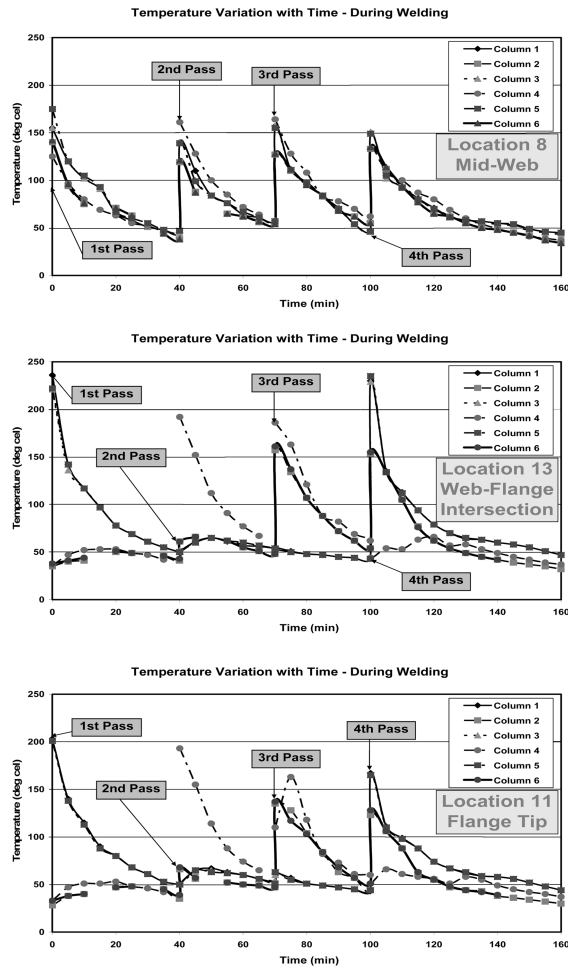 Temperature Variation with Time - During Welding
Temperature (deg cel)
250
200
150
100
50
0
2nd Pass
3rd Pass
1st Pass
4th Pass
Column 1
Column 2
Column 3
Column 4
Column 5
Column 6
Location 8
Mid-Web
0 20 40 60 80 100 120 140 160
Time (min)
Temperature Variation with Time - During Welding
Temperature (deg cel)
250
200
150
100
50
0
1st Pass
3rd Pass
2nd Pass
4th Pass
Column 1
Column 2
Column 3
Column 4
Column 5
Column 6
Location 13
Web-Flange
Intersection
0 20 40 60 80 100 120 140 160
Time (min)
Temperature Variation with Time - During Welding
Temperature (deg cel)
250
200
150
100
50
0
1st Pass
4th Pass
3rd Pass
2nd Pass
Column 1
Column 2
Column 3
Column 4
Column 5
Column 6
Location 11
Flange Tip
0 20 40 60 80 100 120 140 160
Time (min)